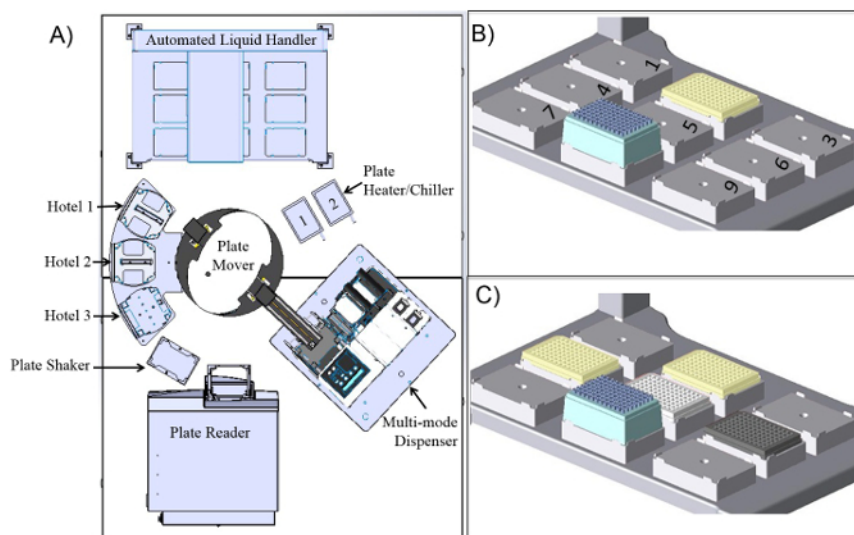 A)
Automated Liquid Handler
Plate
Heater/Chiller
1
2
Hotel 1
Hotel 2
Hotel 3
Plate
Mover
Plate Shaker
Plate Reader
Multi-mode
Dispenser
B)
1
4
7
5
3
6
9
C)